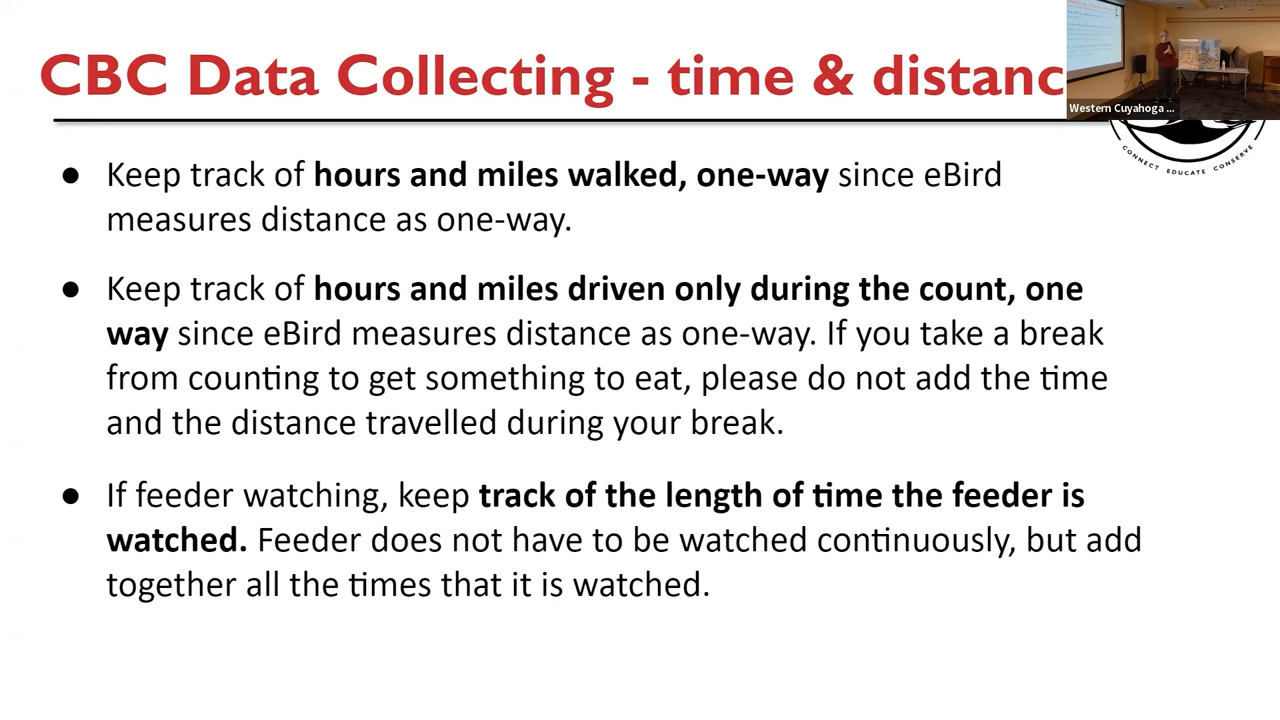 CBC Data Collecting - time & distanc
Western Cuyahoga ...
CONNECT EDUCATE CONSERVE
● Keep track of hours and miles walked, one-way since eBird
measures distance as one-way.
● Keep track of hours and miles driven only during the count, one
way since eBird measures distance as one-way. If you take a break
from counting to get something to eat, please do not add the time
and the distance travelled during your break.
● If feeder watching, keep track of the length of time the feeder is
watched. Feeder does not have to be watched continuously, but add
together all the times that it is watched.